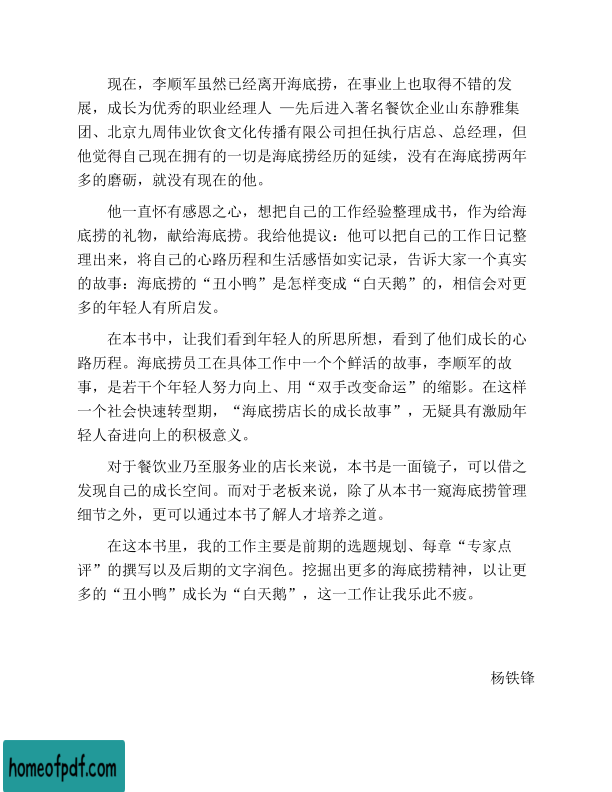 现在，李顺军虽然已经离开海底捞，在事业上也取得不错的发
展，成长为优秀的职业经理人 —先后进入著名餐饮企业山东静雅集
团、北京九周伟业饮食文化传播有限公司担任执行店总、总经理，但
他觉得自己现在拥有的一切是海底捞经历的延续，没有在海底捞两年
多的磨砺，就没有现在的他。
他一直怀有感恩之心，想把自己的工作经验整理成书，作为给海
底捞的礼物，献给海底捞。我给他提议：他可以把自己的工作日记整
理出来，将自己的心路历程和生活感悟如实记录，告诉大家一个真实
的故事：海底捞的“丑小鸭”是怎样变成“白天鹅”的，相信会对更
多的年轻人有所启发。
在本书中，让我们看到年轻人的所思所想，看到了他们成长的心
路历程。海底捞员工在具体工作中一个个鲜活的故事，李顺军的故
事，是若干个年轻人努力向上、用“双手改变命运”的缩影。在这样
一个社会快速转型期，“海底捞店长的成长故事”，无疑具有激励年
轻人奋进向上的积极意义。
对于餐饮业乃至服务业的店长来说，本书是一面镜子，可以借之
发现自己的成长空间。而对于老板来说，除了从本书一窥海底捞管理
细节之外，更可以通过本书了解人才培养之道。
在这本书里，我的工作主要是前期的选题规划、每章“专家点
评”的撰写以及后期的文字润色。挖掘出更多的海底捞精神，以让更
多的“丑小鸭”成长为“白天鹅”，这一工作让我乐此不疲。
杨铁锋
homeofpdf.com